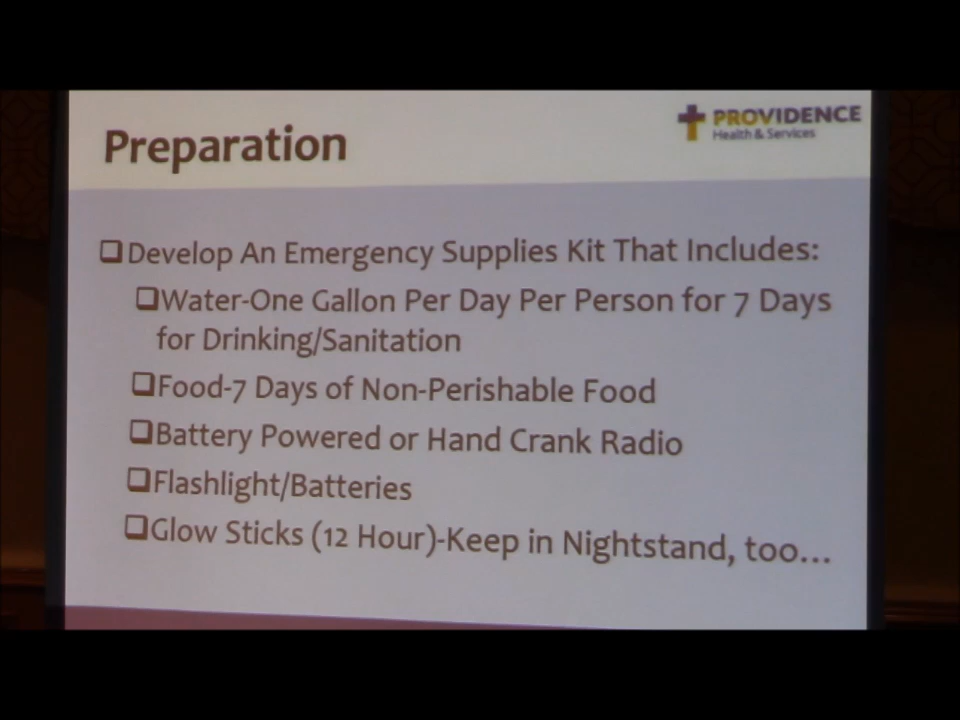 Preparation
PROVIDENCE
Health & Services
❑Develop An Emergency Supplies Kit That Includes:
❑Water-One Gallon Per Day Per Person for 7 Days
for Drinking/Sanitation
❑Food-7 Days of Non-Perishable Food
❑Battery Powered or Hand Crank Radio
❑Flashlight/Batteries
❑Glow Sticks (12 Hour)-Keep in Nightstand, too...